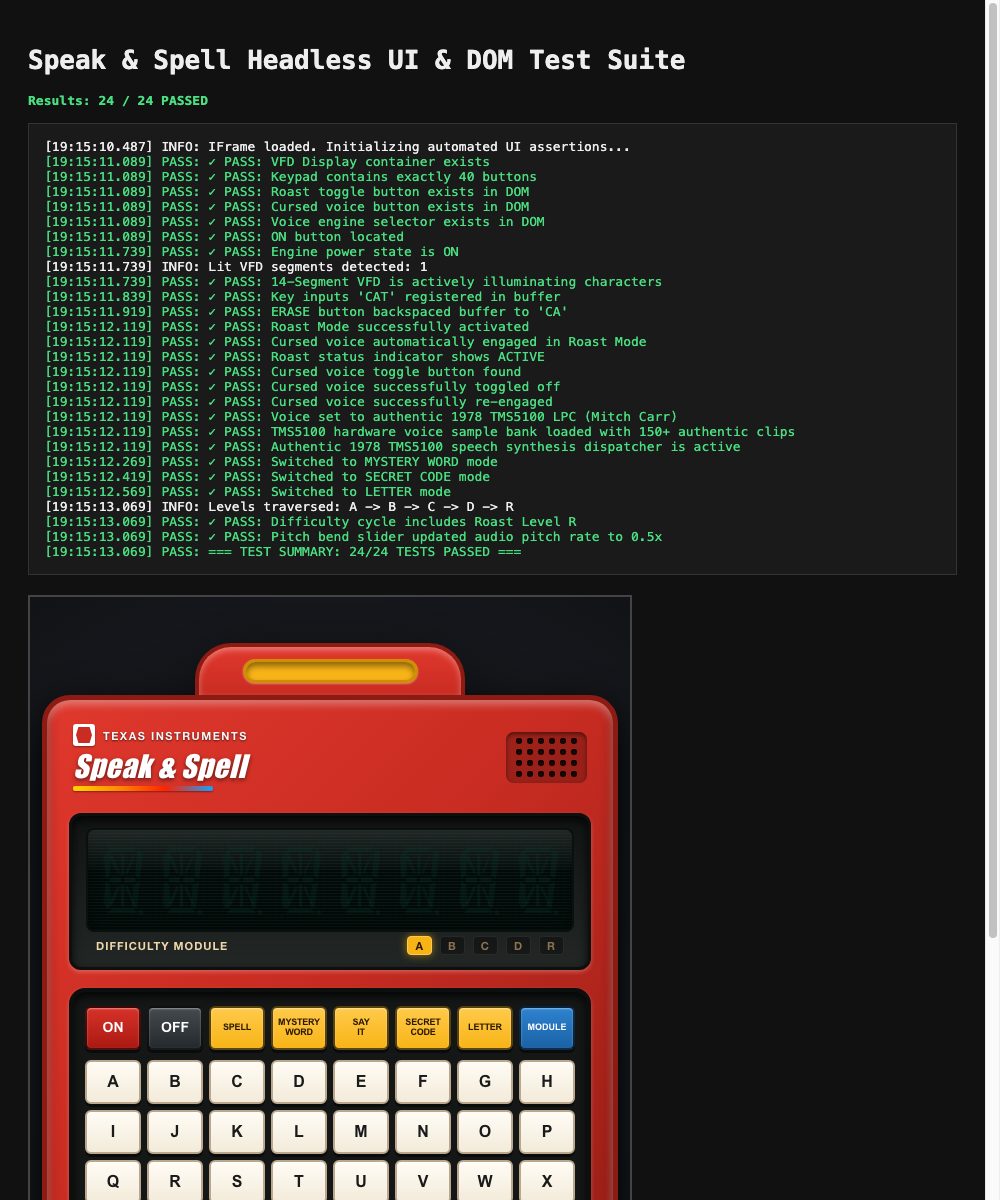 Speak & Spell Headless UI & DOM Test Suite
Results: 24 / 24 PASSED
[19:15:10.487] INFO: IFrame loaded. Initializing automated UI assertions...
[19:15:11.089] PASS: ✓ PASS: VFD Display container exists
[19:15:11.089] PASS: ✓ PASS: Keypad contains exactly 40 buttons
[19:15:11.089] PASS: ✓ PASS: Roast toggle button exists in DOM
[19:15:11.089] PASS: ✓ PASS: Cursed voice button exists in DOM
[19:15:11.089] PASS: ✓ PASS: Voice engine selector exists in DOM
[19:15:11.089] PASS: ✓ PASS: ON button located
[19:15:11.739] PASS: ✓ PASS: Engine power state is ON
[19:15:11.739] INFO: Lit VFD segments detected: 1
[19:15:11.739] PASS: ✓ PASS: 14-Segment VFD is actively illuminating characters
[19:15:11.839] PASS: ✓ PASS: Key inputs 'CAT' registered in buffer
[19:15:11.919] PASS: ✓ PASS: ERASE button backspaced buffer to 'CA'
[19:15:12.119] PASS: ✓ PASS: Roast Mode successfully activated
[19:15:12.119] PASS: ✓ PASS: Cursed voice automatically engaged in Roast Mode
[19:15:12.119] PASS: ✓ PASS: Roast status indicator shows ACTIVE
[19:15:12.119] PASS: ✓ PASS: Cursed voice toggle button found
[19:15:12.119] PASS: ✓ PASS: Cursed voice successfully toggled off
[19:15:12.119] PASS: ✓ PASS: Cursed voice successfully re-engaged
[19:15:12.119] PASS: ✓ PASS: Voice set to authentic 1978 TMS5100 LPC (Mitch Carr)
[19:15:12.119] PASS: ✓ PASS: TMS5100 hardware voice sample bank loaded with 150+ authentic clips
[19:15:12.119] PASS: ✓ PASS: Authentic 1978 TMS5100 speech synthesis dispatcher is active
[19:15:12.269] PASS: ✓ PASS: Switched to MYSTERY WORD mode
[19:15:12.419] PASS: ✓ PASS: Switched to SECRET CODE mode
[19:15:12.569] PASS: ✓ PASS: Switched to LETTER mode
[19:15:13.069] INFO: Levels traversed: A -> B -> C -> D -> R
[19:15:13.069] PASS: ✓ PASS: Difficulty cycle includes Roast Level R
[19:15:13.069] PASS: ✓ PASS: Pitch bend slider updated audio pitch rate to 0.5x
[19:15:13.069] PASS: === TEST SUMMARY: 24/24 TESTS PASSED ===
TEXAS INSTRUMENTS
Speak & Spell
DIFFICULTY MODULE A B C D R
ON OFF SPELL MYSTERY WORD SAY IT SECRET CODE LETTER MODULE
A B C D E F G H
I J K L M N O P
Q R S T U V W X